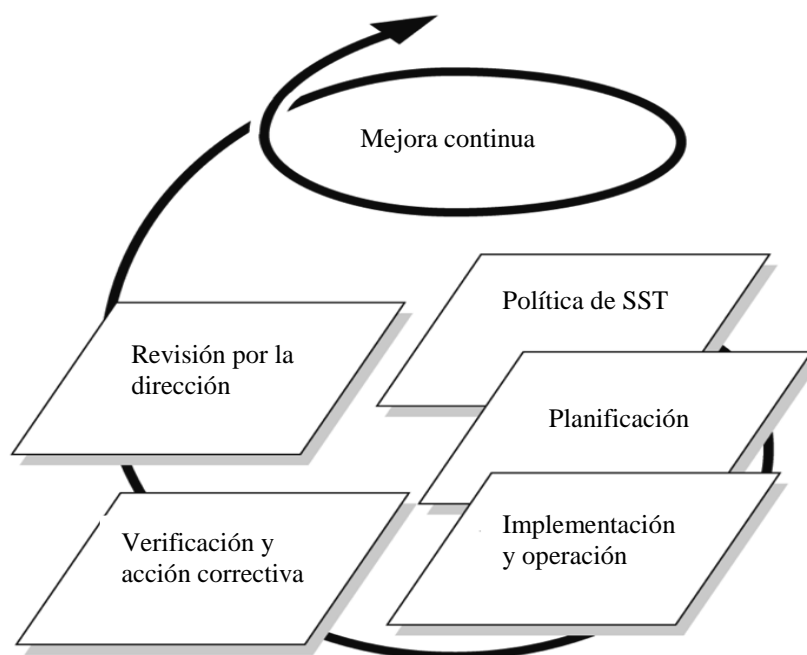 Mejora continua
Política de SST
Planificación
Implementación
y operación
Verificación y
acción correctiva
Revisión por la
dirección